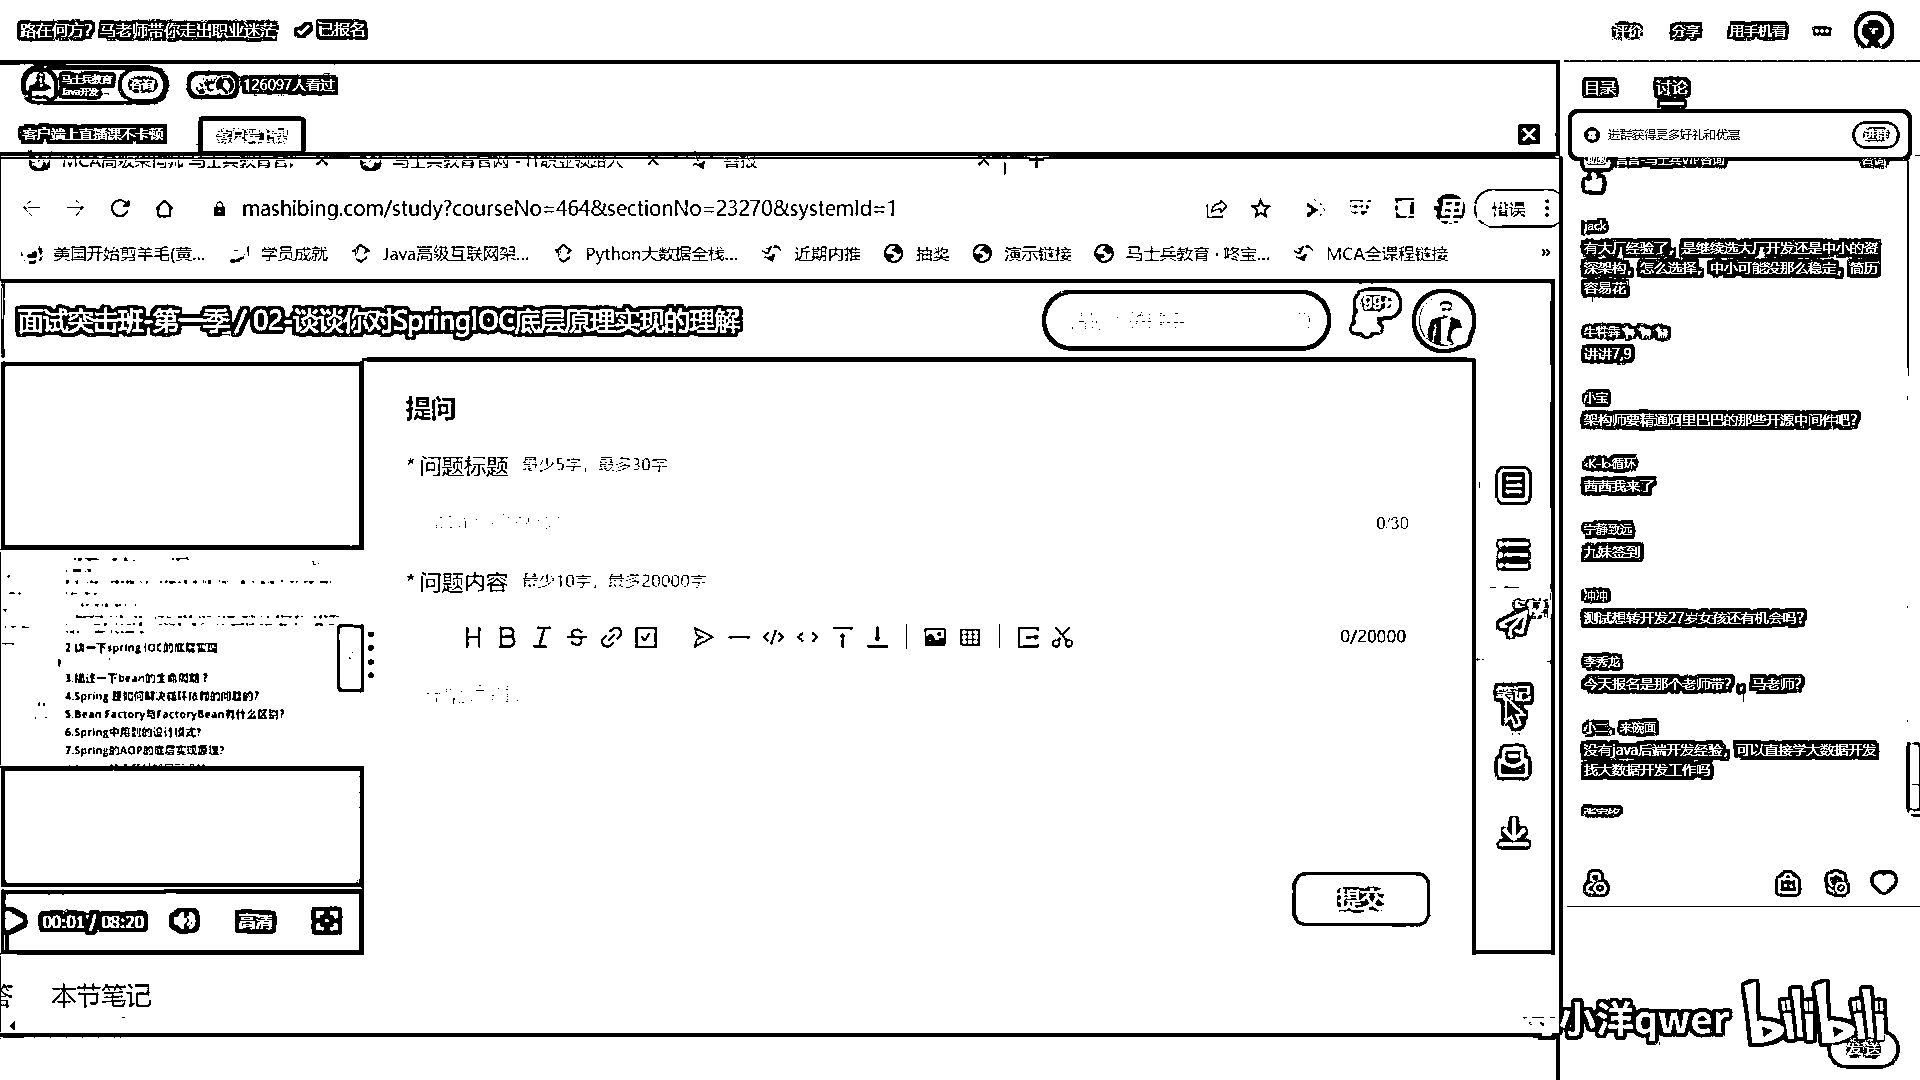 路在何方？马老师带你走出职业迷茫 已报名
评价 分享 用手机看
马士兵教育
咨询
126097人看过
客户端上直播课不卡顿
目录 讨论
进群获得更多好礼和优惠 进群
MCA高级架构师
马士兵教育官网 - IT职业领路人
喜报
mashibing.com/study?courseNo=464&sectionNo=23270&systemId=1
错误
美国开始剪羊毛(黄... 学员成就 Java高级互联网架... Python大数据全栈... 近期内推 抽奖 演示链接 马士兵教育 · 咚宝... MCA全课程链接 »
面试突击班-第一季 / 02-谈谈你对SpringIOC底层原理实现的理解
99+
提问
* 问题标题 最少5字，最多30字
0/30
* 问题内容 最少10字，最多20000字
0/20000
提交
笔记
2.谈一下spring IOC的底层实现
3.描述一下bean的生命周期？
4.Spring 是如何解决循环依赖的问题的?
5.Bean Factory与FactoryBean有什么区别?
6.Spring中用到的设计模式?
7.Spring的AOP的底层实现原理?
00:01 / 08:20 高清
本节笔记
jack
有大厂经验了，是继续选大厂开发还是中小的资
深架构，怎么选择，中小可能没那么稳定，简历
容易花
讲讲7,9
小宝
架构师要精通阿里巴巴的那些开源中间件吧?
茜茜我来了
宁静致远
九妹签到
冲冲
测试想转开发27岁女孩还有机会吗?
李秀龙
今天报名是那个老师带？，马老师?
小二，来碗面
没有java后端开发经验，可以直接学大数据开发
找大数据开发工作吗
小洋qwer
bilibili
发送